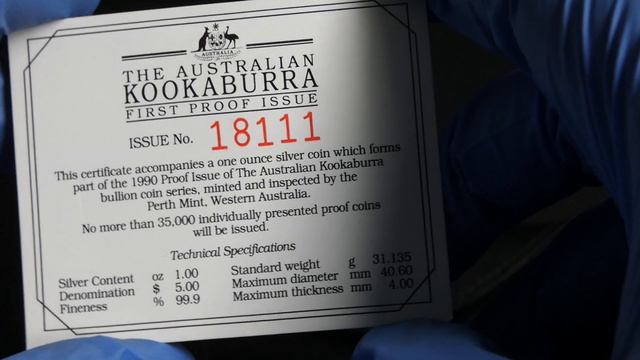 AUSTRALIA
THE AUSTRALIAN
KOOKABURRA
FIRST PROOF ISSUE
ISSUE No. 18111
This certificate accompanies a one ounce silver coin which forms
part of the 1990 Proof Issue of The Australian Kookaburra
bullion coin series, minted and inspected by the
Perth Mint, Western Australia.
No more than 35,000 individually presented proof coins
will be issued.
Technical Specifications
Silver Content oz 1.00 Standard weight g 31.135
Denomination $ 5.00 Maximum diameter mm 40.60
Fineness % 99.9 Maximum thickness mm 4.00